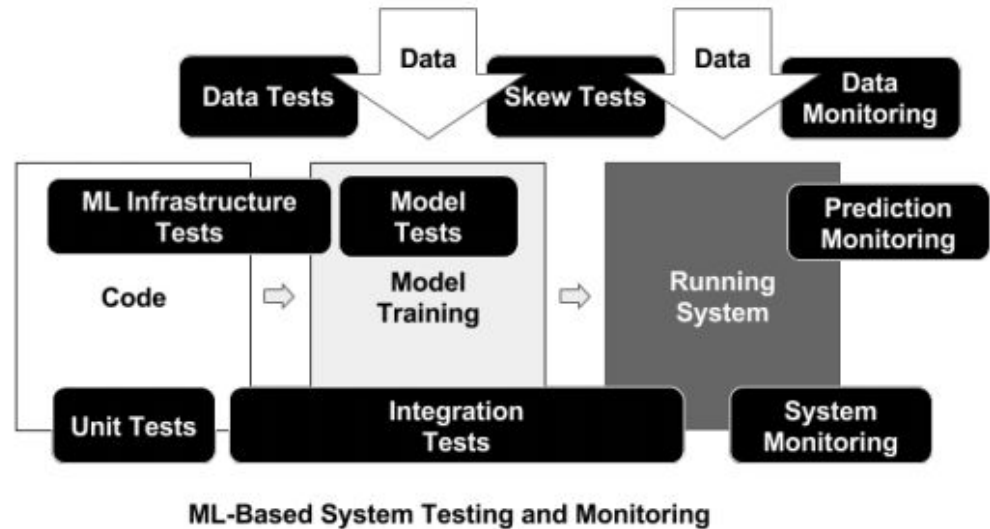 Data
Data
Data Tests
Skew Tests
Data
Monitoring
ML Infrastructure
Tests
Model
Tests
Prediction
Monitoring
Code
Model
Training
Running
System
Unit Tests
Integration
Tests
System
Monitoring
ML-Based System Testing and Monitoring